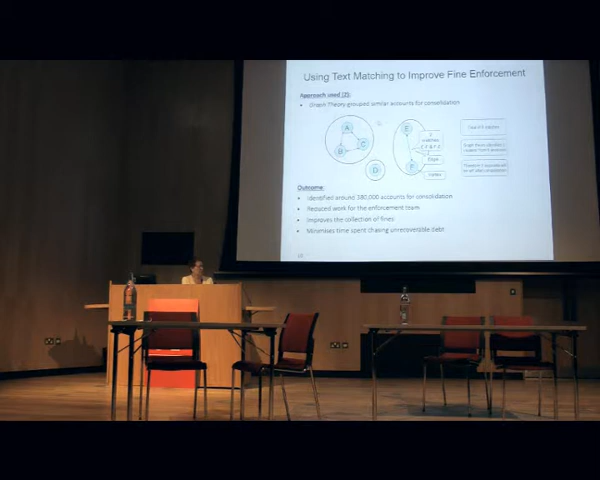 Using Text Matching to Improve Fine Enforcement
Approach used (2):
• Graph Theory grouped similar accounts for consolidation
A
B
C
D
E
F
Edges
Outcome:
• Identified around 380,000 accounts for consolidation
• Reduced work for the enforcement team
• Improves the collection of fines
• Minimises time spent chasing unrecoverable debt